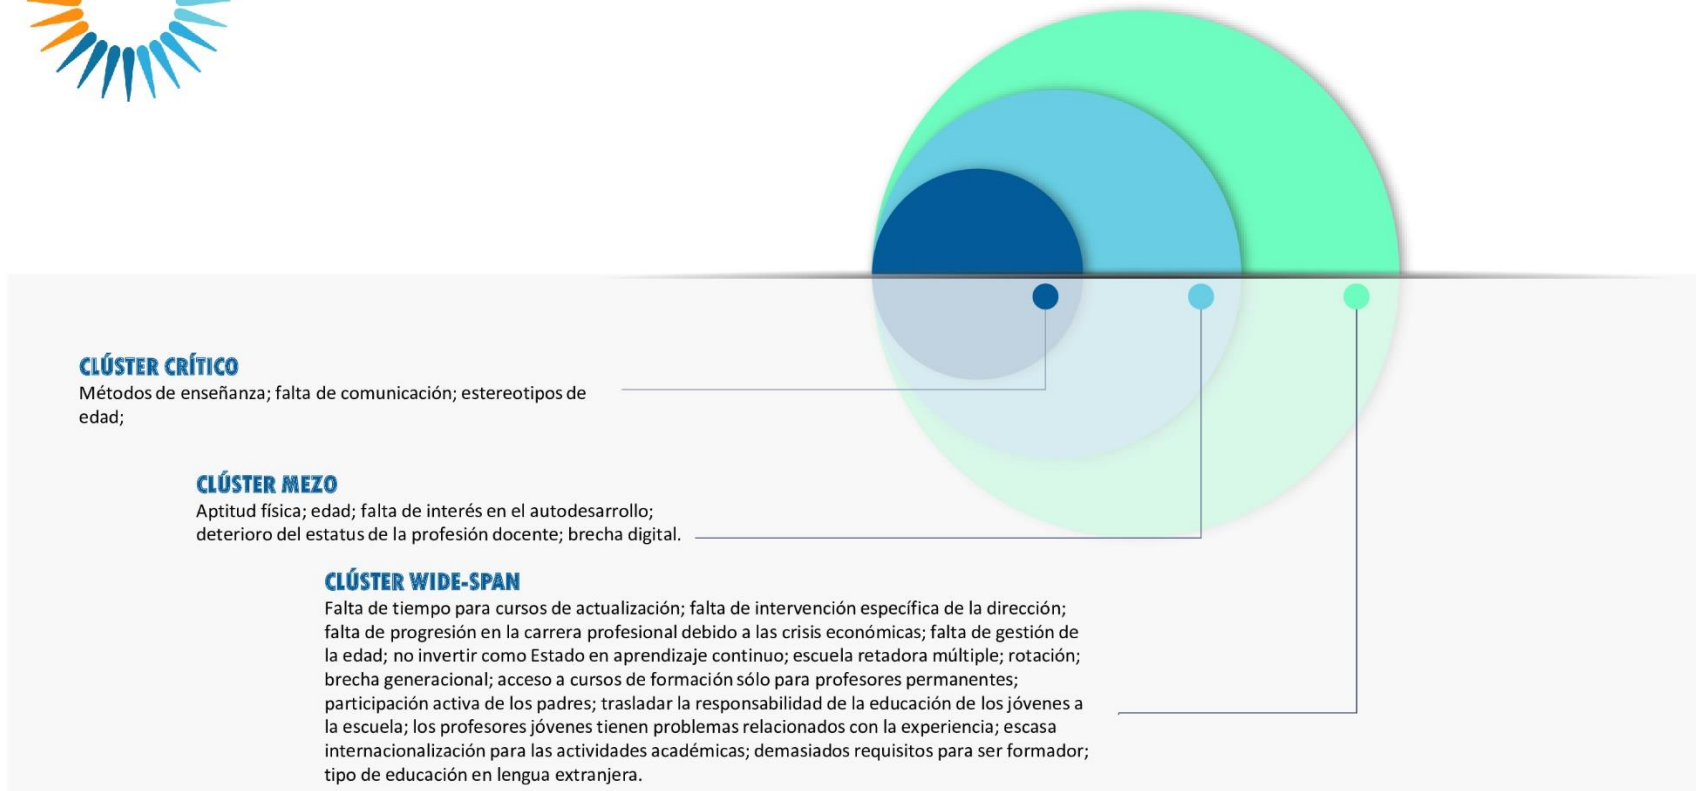 CLÚSTER CRÍTICO
Métodos de enseñanza; falta de comunicación; estereotipos de
edad;
CLÚSTER MEZO
Aptitud física; edad; falta de interés en el autodesarrollo;
deterioro del estatus de la profesión docente; brecha digital.
CLÚSTER WIDE-SPAN
Falta de tiempo para cursos de actualización; falta de intervención específica de la dirección;
falta de progresión en la carrera profesional debido a las crisis económicas; falta de gestión de
la edad; no invertir como Estado en aprendizaje continuo; escuela retadora múltiple; rotación;
brecha generacional; acceso a cursos de formación sólo para profesores permanentes;
participación activa de los padres; trasladar la responsabilidad de la educación de los jóvenes a
la escuela; los profesores jóvenes tienen problemas relacionados con la experiencia; escasa
internacionalización para las actividades académicas; demasiados requisitos para ser formador;
tipo de educación en lengua extranjera.